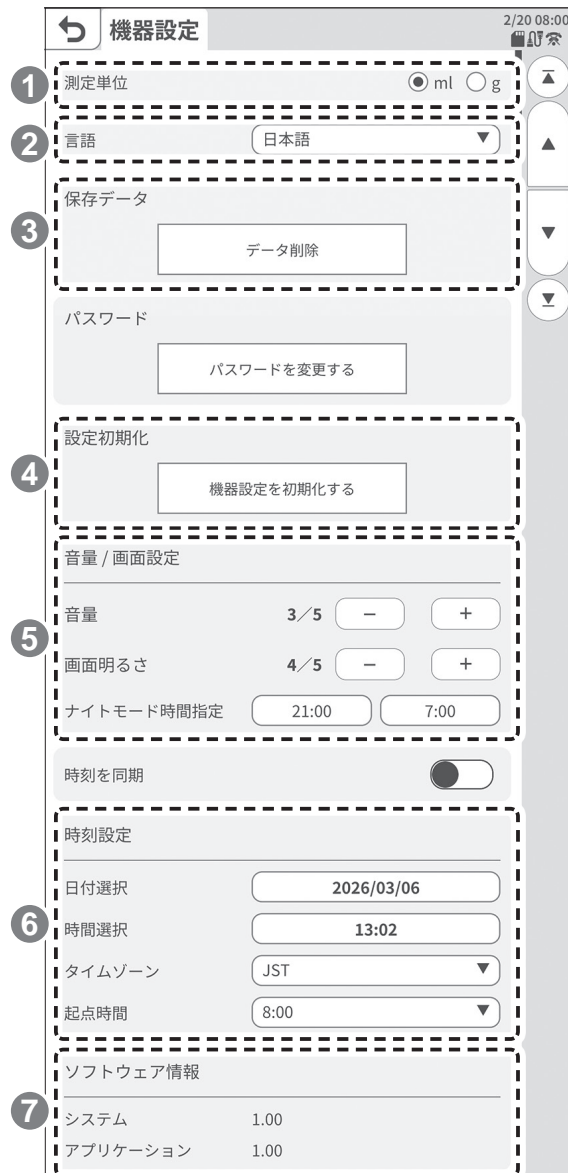 機器設定
2/20 08:00
1
測定単位
ml
g
2
言語
日本語
3
保存データ
データ削除
パスワード
パスワードを変更する
4
設定初期化
機器設定を初期化する
音量 / 画面設定
5
音量
3／5
−
+
画面明るさ
4／5
−
+
ナイトモード時間指定
21:00
7:00
時刻を同期
時刻設定
6
日付選択
2026/03/06
時間選択
13:02
タイムゾーン
JST
起点時間
8:00
7
ソフトウェア情報
システム
1.00
アプリケーション
1.00